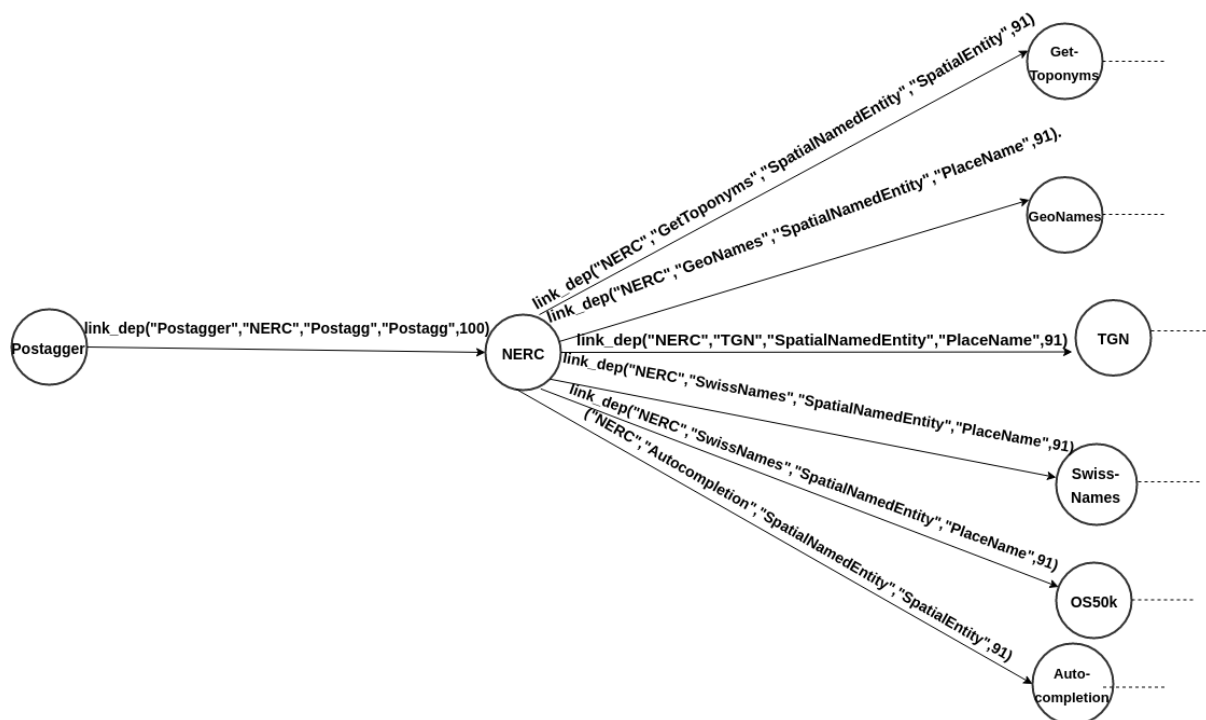 link_dep("NERC","GetToponyms","SpatialNamedEntity","SpatialEntity",91)
Get-
Toponyms
link_dep("NERC","GeoNames","SpatialNamedEntity","PlaceName",91).
GeoNames
link_dep("Postagger","NERC","Postagg","Postagg",100)
Postagger
NERC
link_dep("NERC","TGN","SpatialNamedEntity","PlaceName",91)
TGN
link_dep("NERC","SwissNames","SpatialNamedEntity","PlaceName",91)
Swiss-
Names
link_dep("NERC","SwissNames","SpatialNamedEntity","PlaceName",91)
OS50k
("NERC","Autocompletion","SpatialNamedEntity","SpatialEntity",91)
Auto-
completion